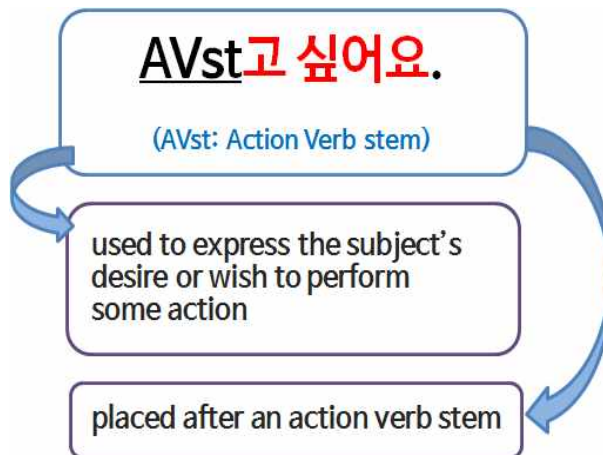 AVst고 싶어요.
(AVst: Action Verb stem)
used to express the subject’s
desire or wish to perform
some action
placed after an action verb stem